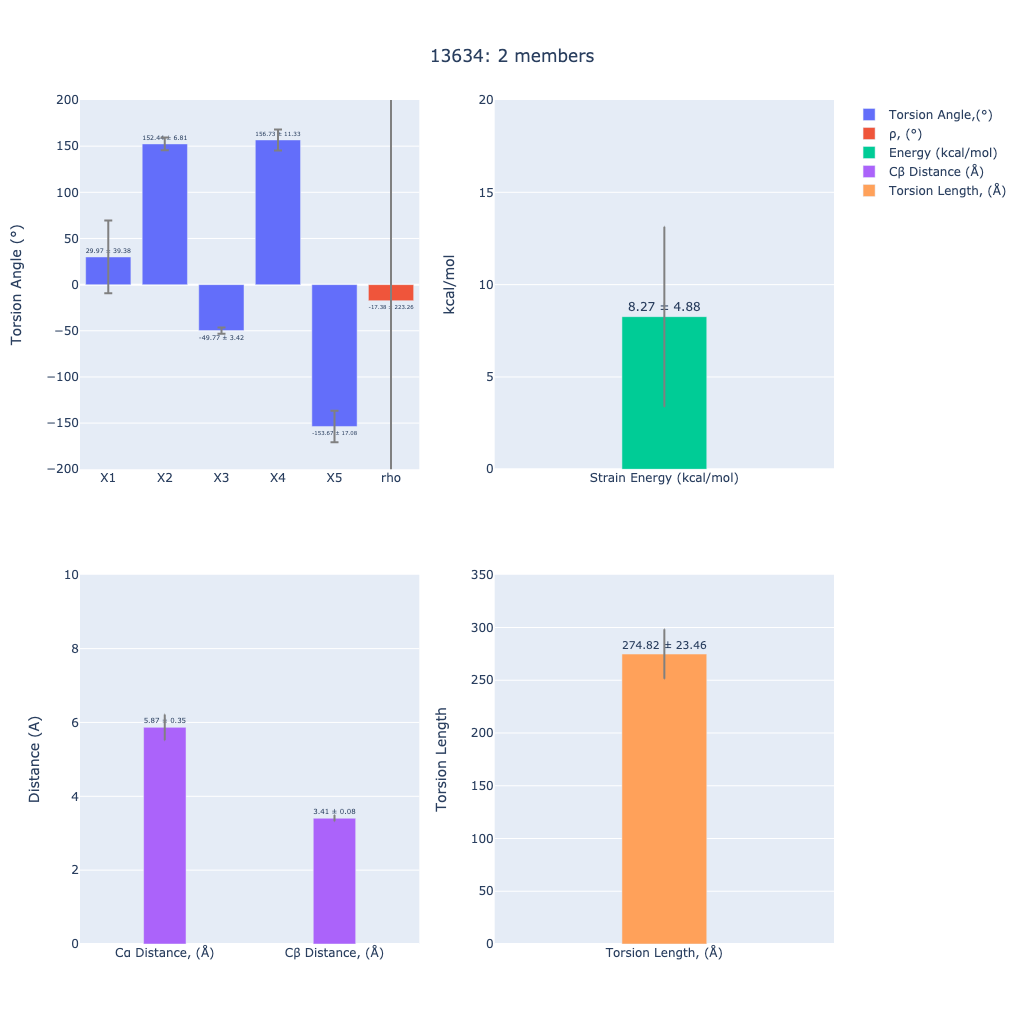 13634: 2 members
200
150
100
50
0
−50
−100
−150
−200
Torsion Angle (°)
29.97 ± 39.38
152.44 ± 6.81
-49.77 ± 3.42
156.73 ± 11.33
-153.67 ± 17.08
-17.38 ± 223.26
X1
X2
X3
X4
X5
rho
20
15
10
5
0
kcal/mol
8.27 ± 4.88
Strain Energy (kcal/mol)
Torsion Angle,(°)
ρ, (°)
Energy (kcal/mol)
Cβ Distance (Å)
Torsion Length, (Å)
10
8
6
4
2
0
Distance (A)
5.87 ± 0.35
3.41 ± 0.08
Cα Distance, (Å)
Cβ Distance, (Å)
350
300
250
200
150
100
50
0
Torsion Length
274.82 ± 23.46
Torsion Length, (Å)